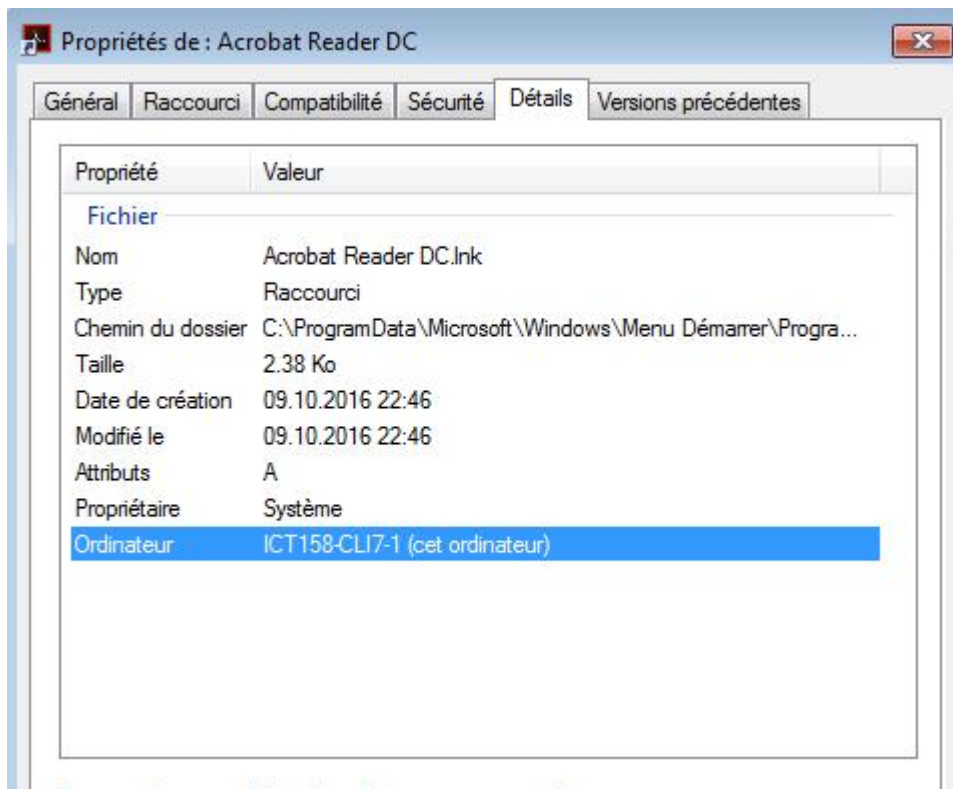 Propriétés de : Acrobat Reader DC
Général Raccourci Compatibilité Sécurité Détails Versions précédentes
Propriété Valeur
Fichier
Nom Acrobat Reader DC.lnk
Type Raccourci
Chemin du dossier C:\ProgramData\Microsoft\Windows\Menu Démarrer\Progra...
Taille 2.38 Ko
Date de création 09.10.2016 22:46
Modifié le 09.10.2016 22:46
Attributs A
Propriétaire Système
Ordinateur ICT158-CLI7-1 (cet ordinateur)